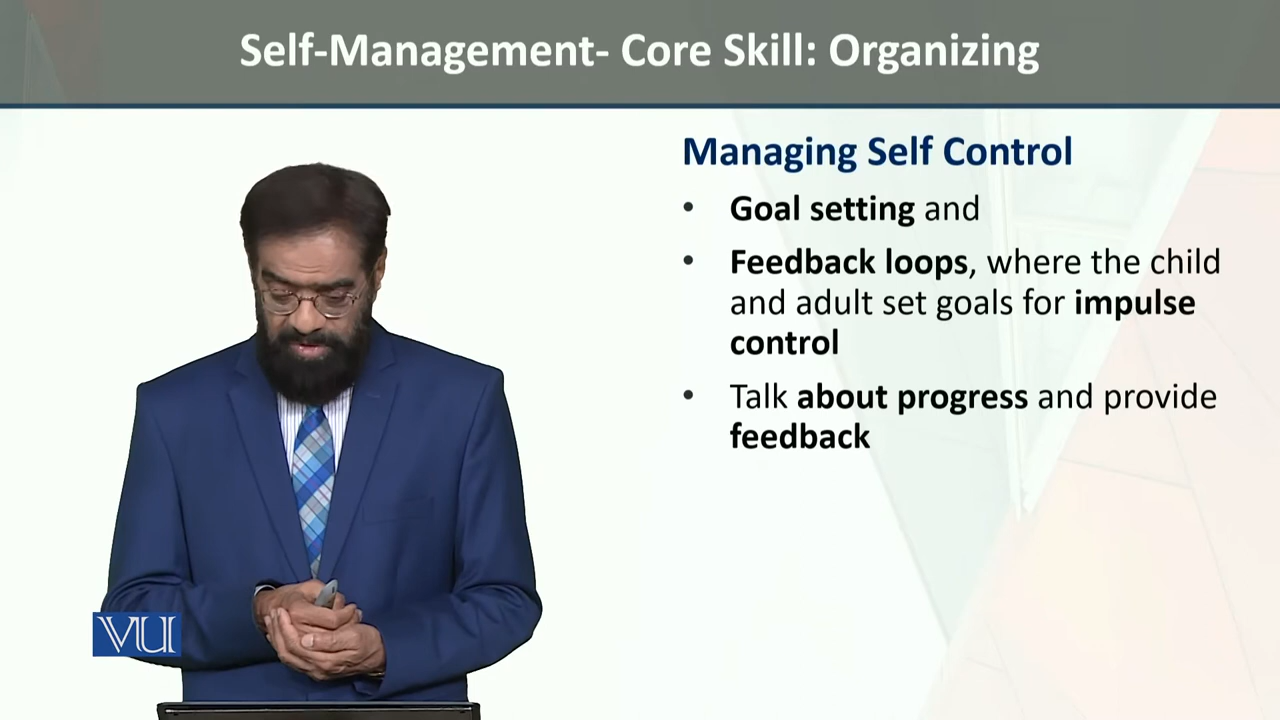 Self-Management- Core Skill: Organizing
Managing Self Control
• Goal setting and
• Feedback loops, where the child
and adult set goals for impulse
control
• Talk about progress and provide
feedback
VU